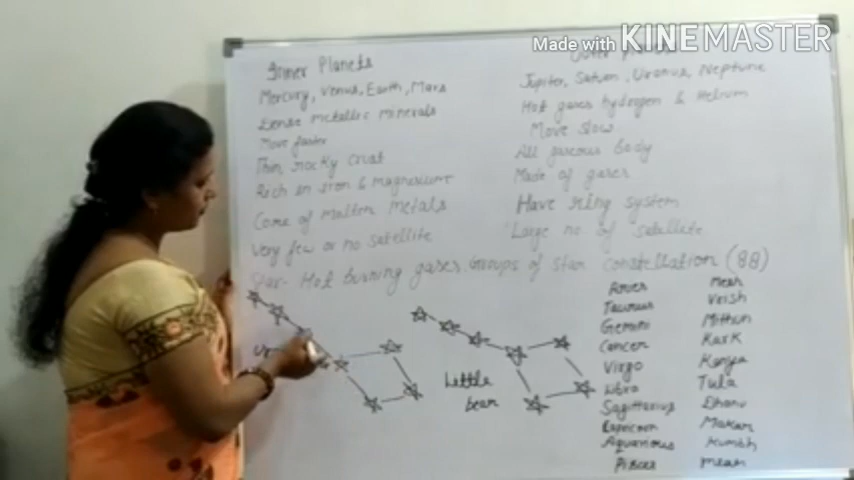 Made with KINEMASTER
Inner Planets
Mercury, Venus, Earth, Mars
Dense metallic minerals
Move faster
Thin rocky crust
Rich in iron & magnesium
Core of molten metals
Very few or no satellite
Outer
Jupiter, Saturn, Uranus, Neptune
Hot gases hydrogen & Helium
Move slow
All gaseous body
Made of gases
Have ring system
Large no. of satellite
Star - Hot burning gases. Groups of star Constellation (88)
Little
bear
Aries Mesh
Taurus Vrish
Gemini Mithun
Cancer Kark
Virgo Kanya
Libra Tula
Sagittarius Dhanu
Capricorn Makar
Aquarious Kumbh
Pisces Mean